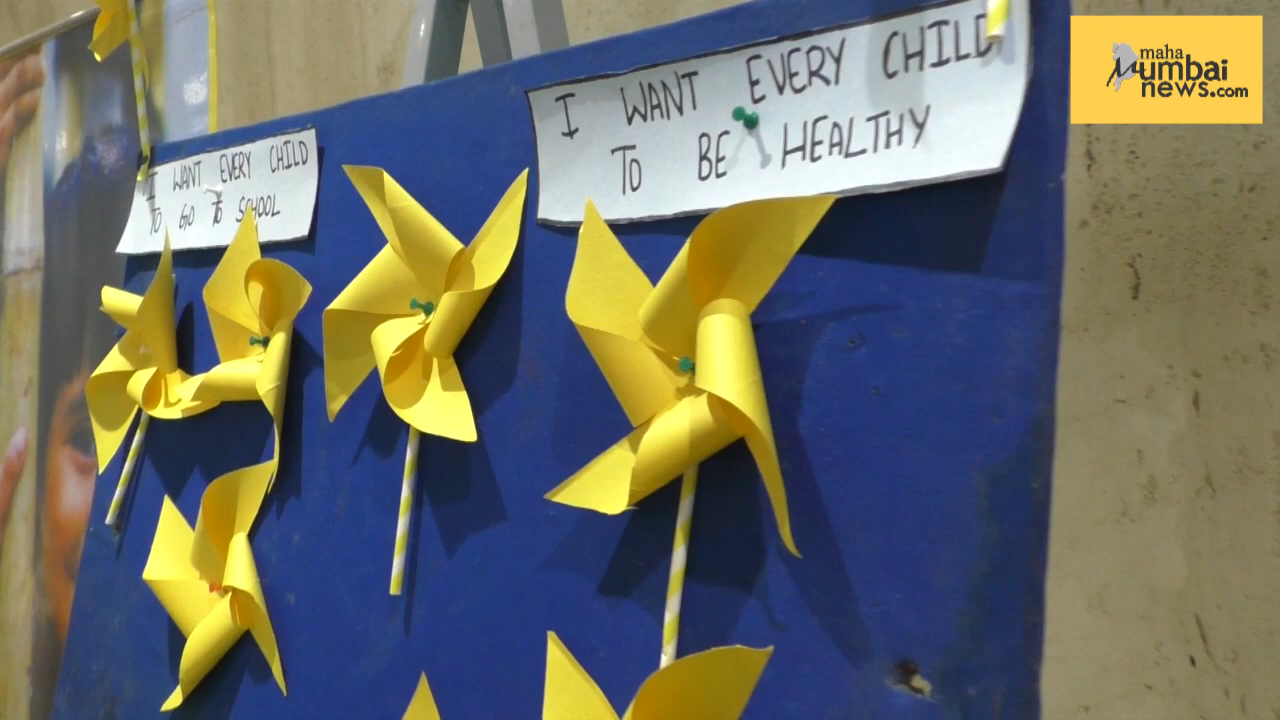 I WANT EVERY CHILD
TO GO TO SCHOOL
I WANT EVERY CHILD
TO BE HEALTHY
maha
mumbai
news.com